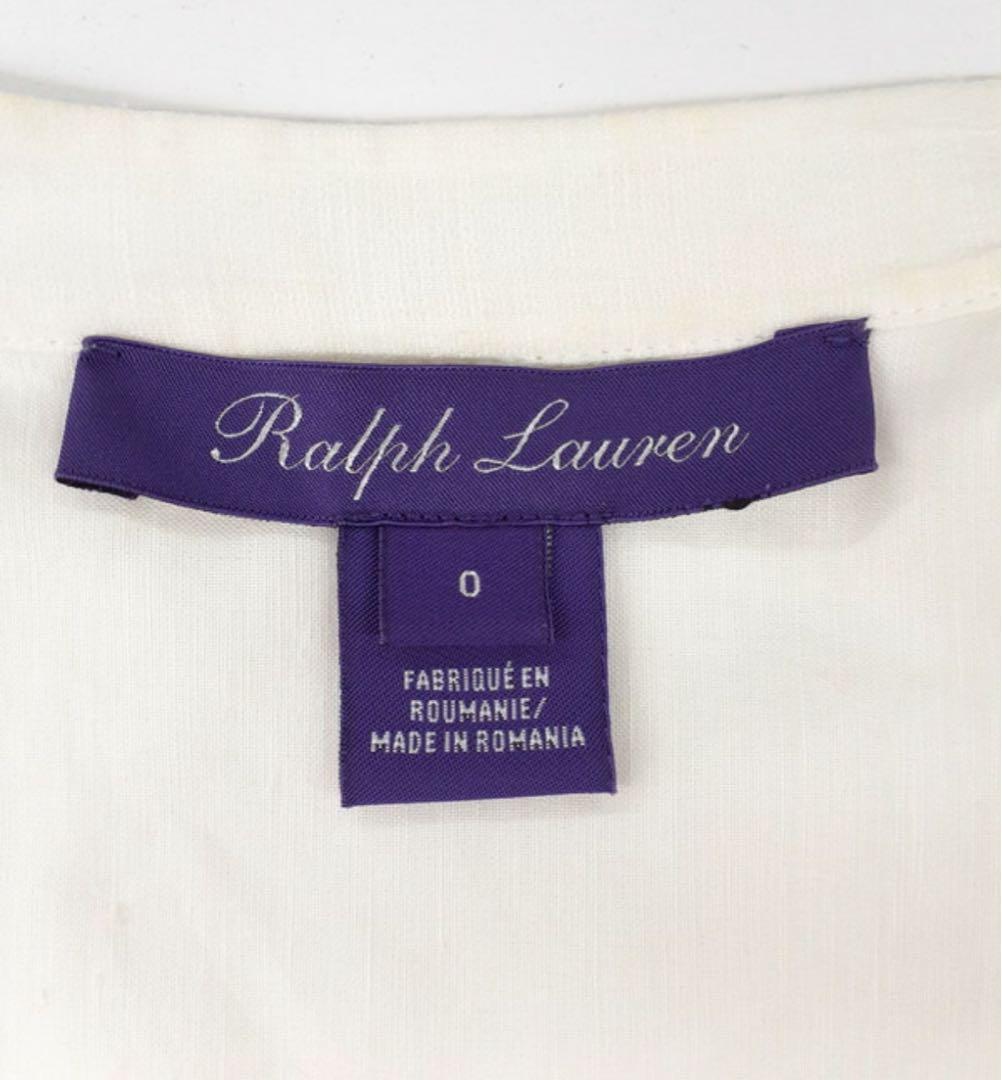 Ralph Lauren
0
FABRIQUÉ EN
ROUMANIE/
MADE IN ROMANIA